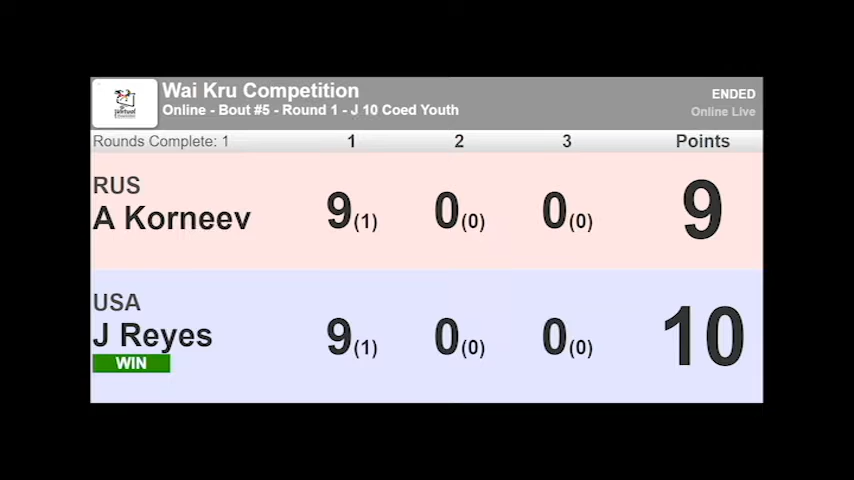 Wai Kru Competition
ENDED
Online - Bout #5 - Round 1 - J 10 Coed Youth
Online Live
Rounds Complete: 1 1 2 3 Points
RUS
A Korneev 9(1) 0(0) 0(0) 9
USA
J Reyes 9(1) 0(0) 0(0) 10
WIN